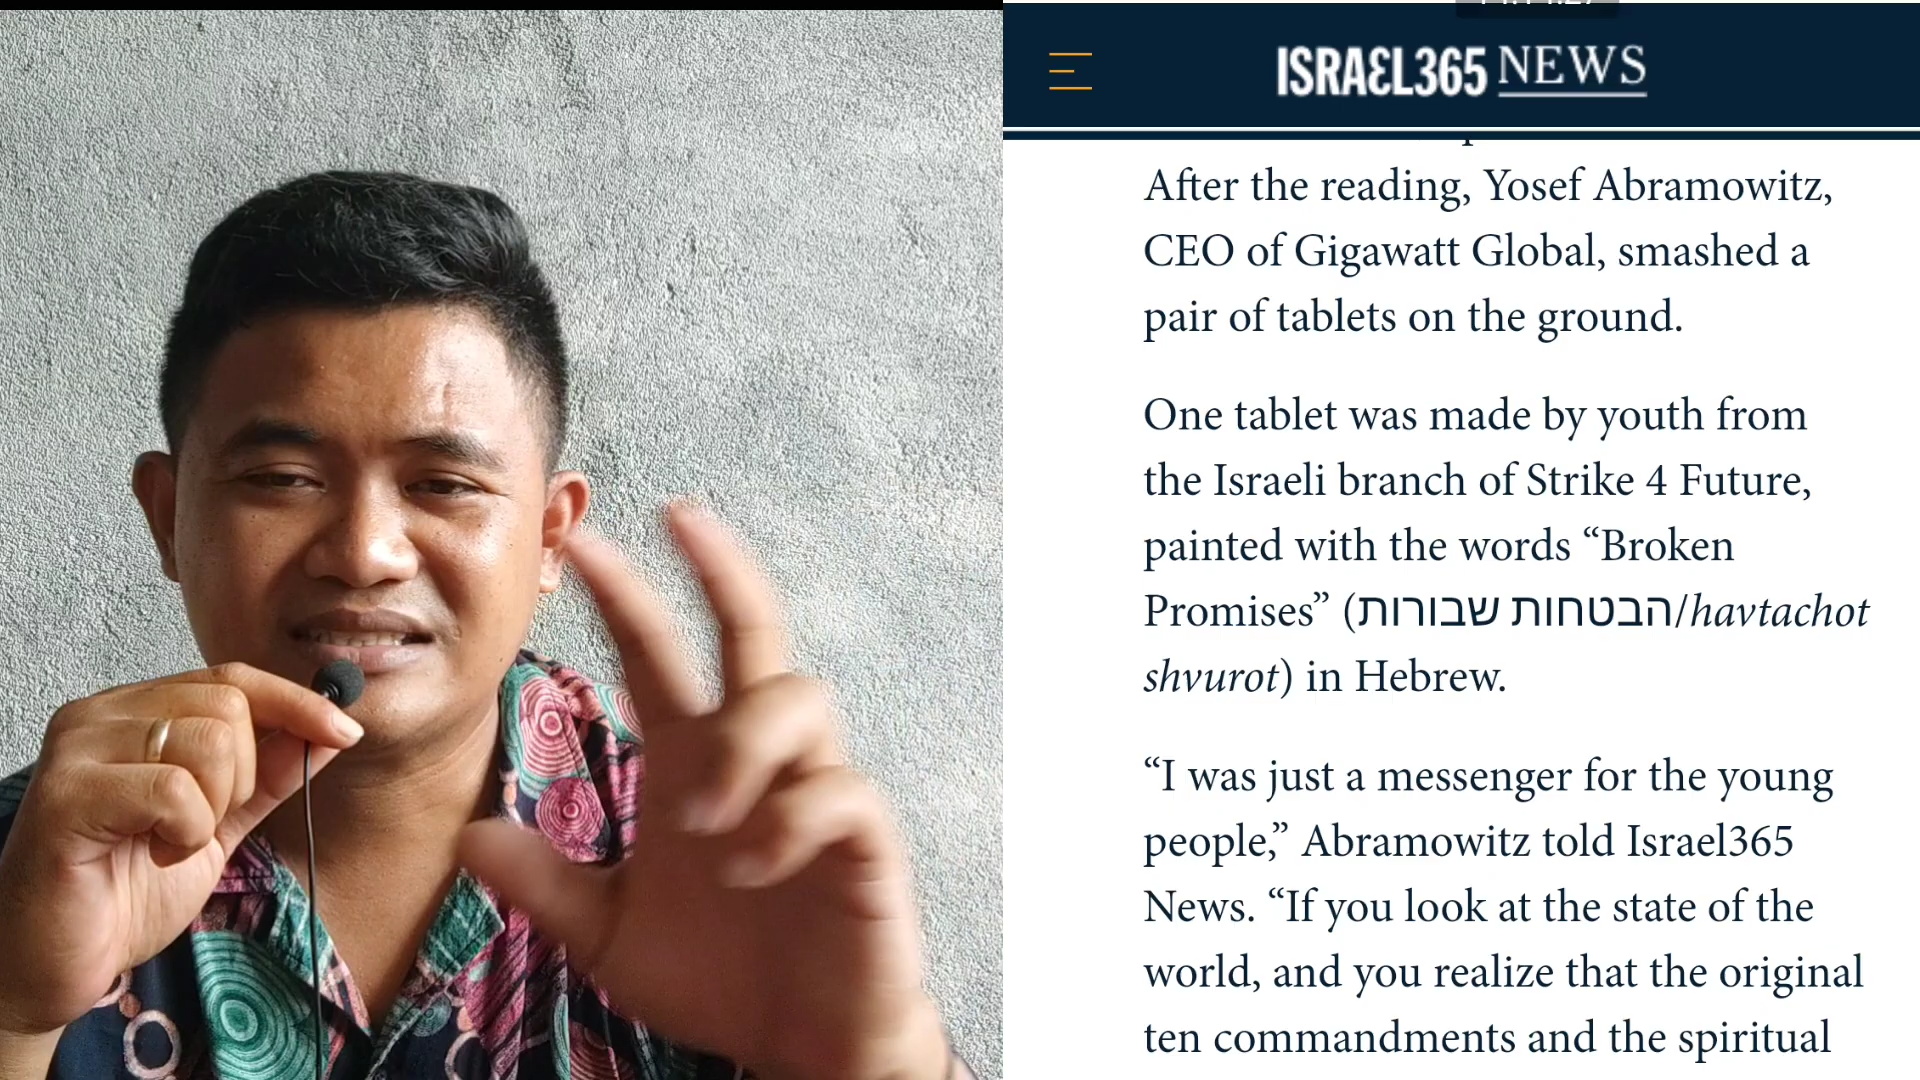 ISRAEL365 NEWS
After the reading, Yosef Abramowitz,
CEO of Gigawatt Global, smashed a
pair of tablets on the ground.
One tablet was made by youth from
the Israeli branch of Strike 4 Future,
painted with the words “Broken
Promises” (הבטחות שבורות/havtachot
shvurot) in Hebrew.
“I was just a messenger for the young
people,” Abramowitz told Israel365
News. “If you look at the state of the
world, and you realize that the original
ten commandments and the spiritual